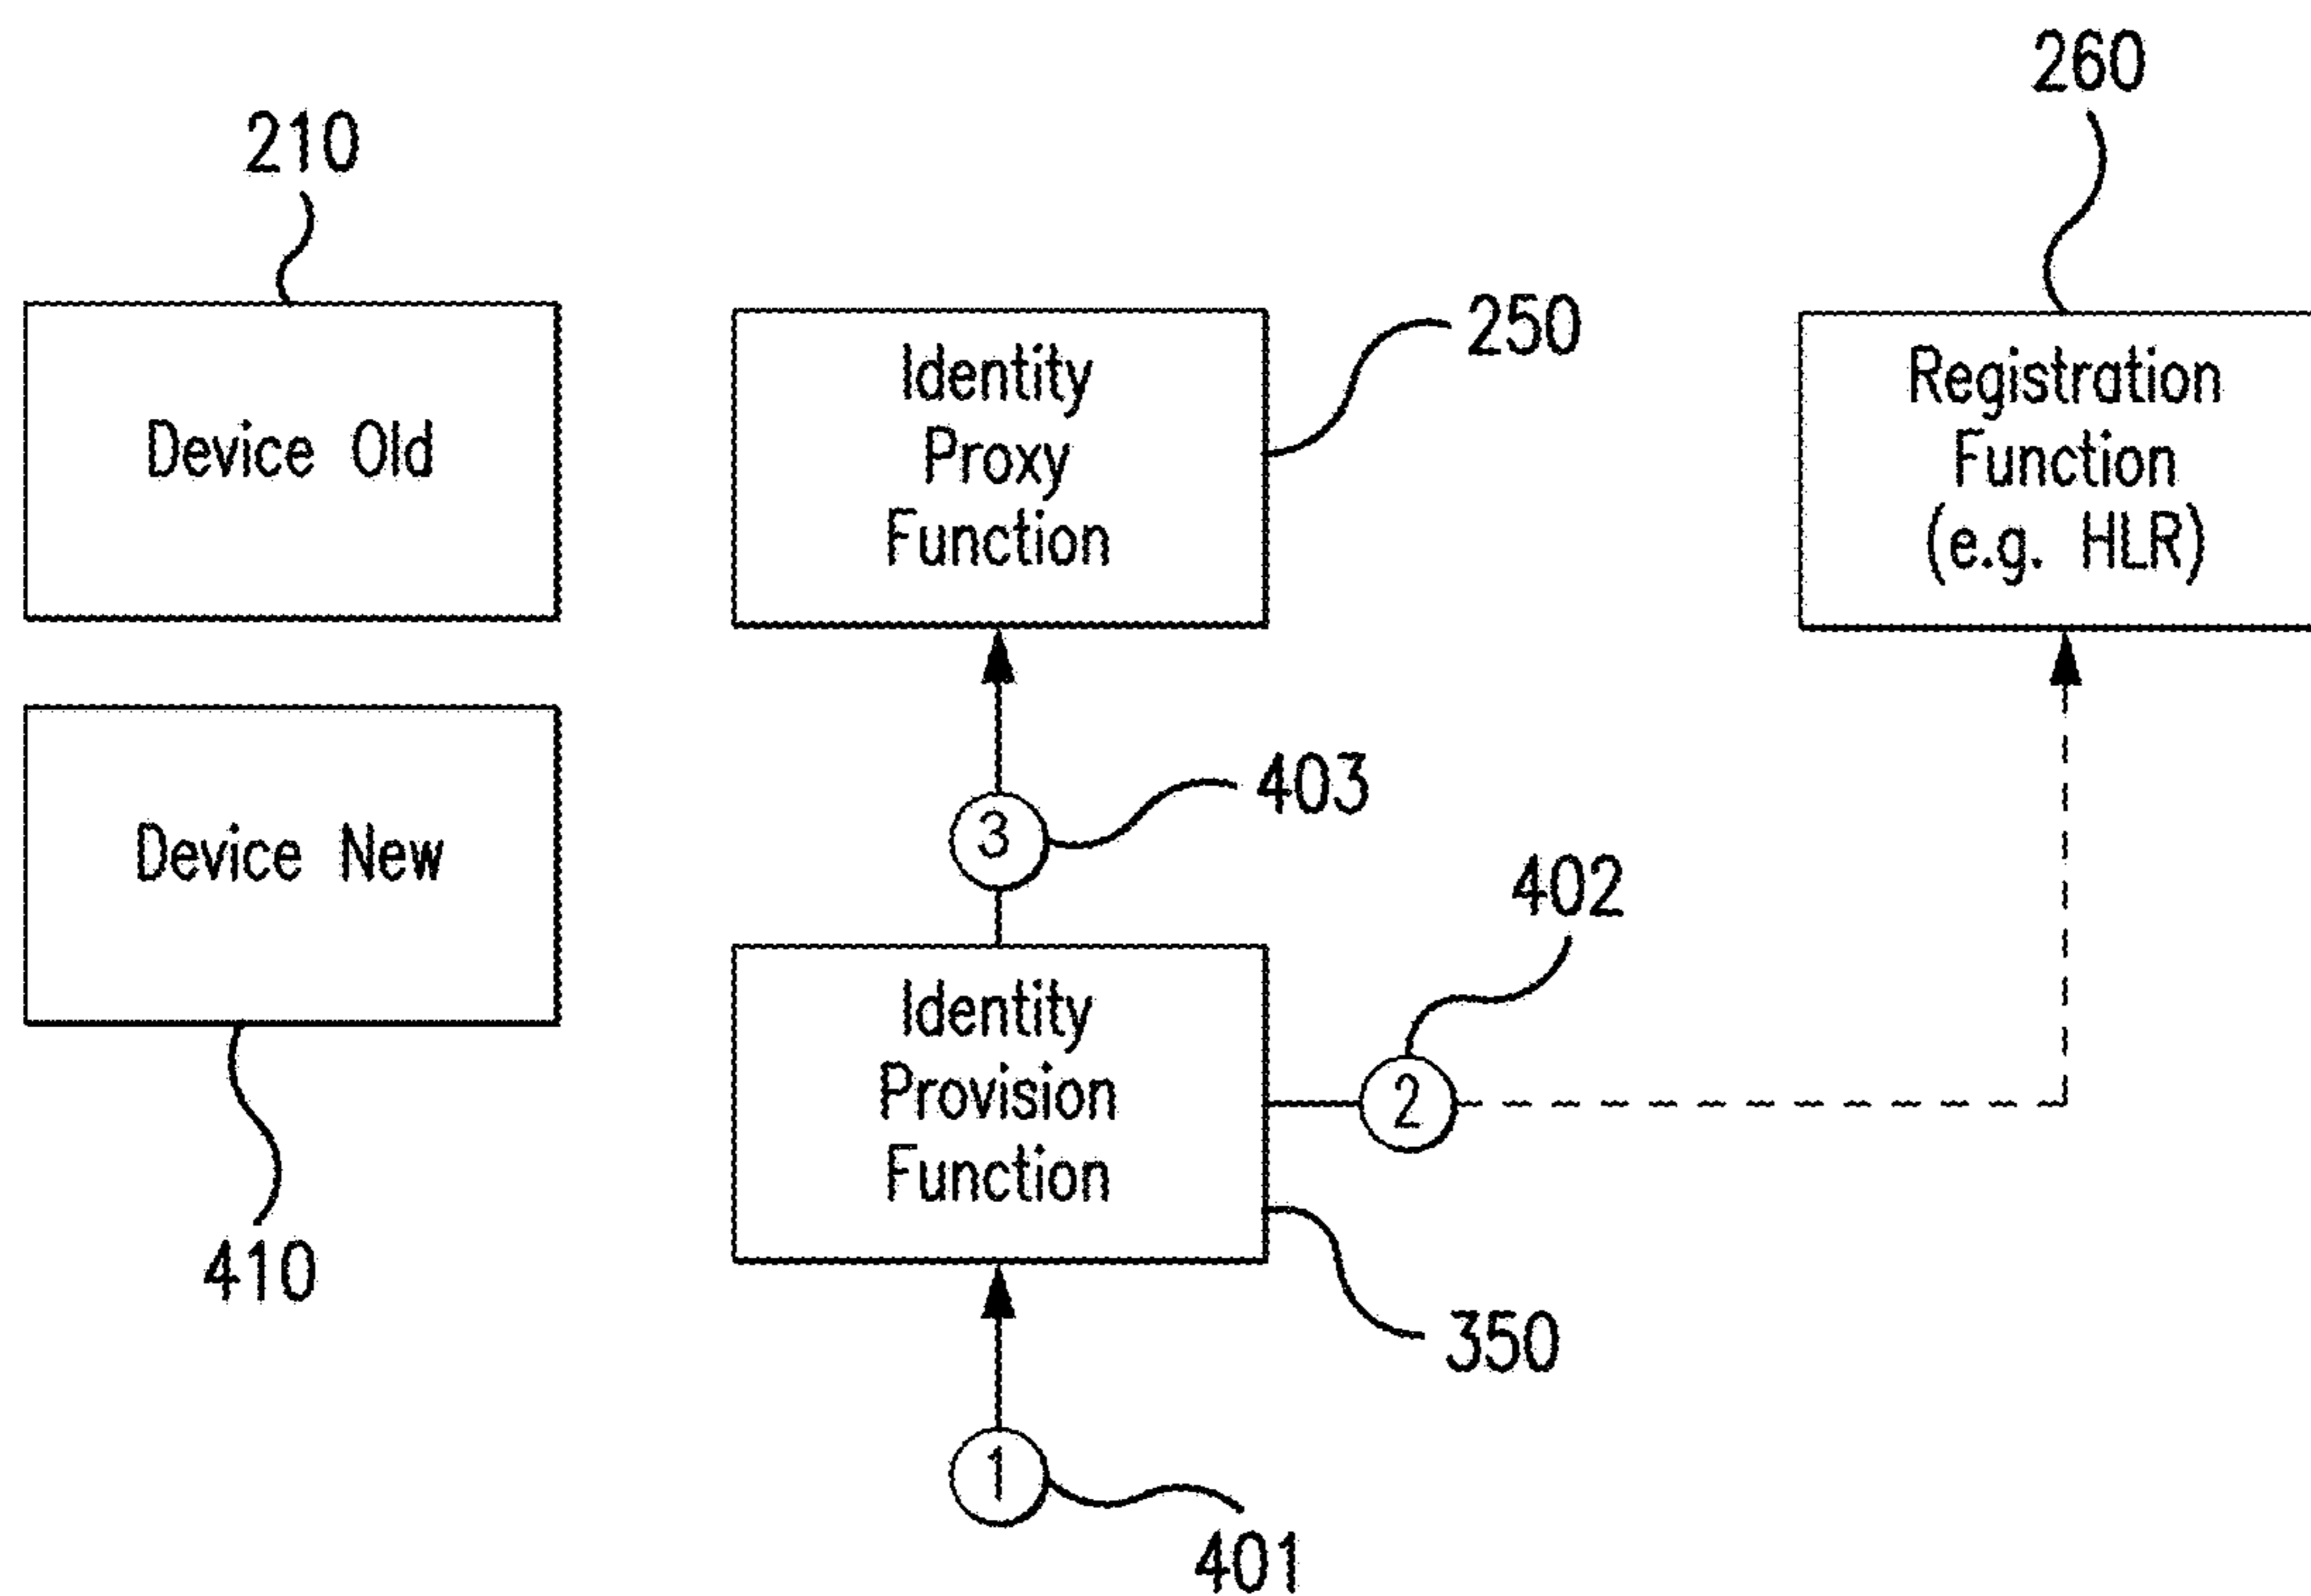 260
210
250
Device Old
Identity
Proxy
Function
Registration
Function
(e.g. HLR)
403
3
Device New
402
Identity
Provision
Function
2
410
350
1
401